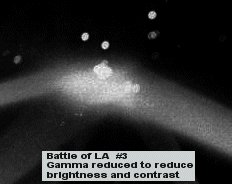 Battle of LA #3
Gamma reduced to reduce
brightness and contrast